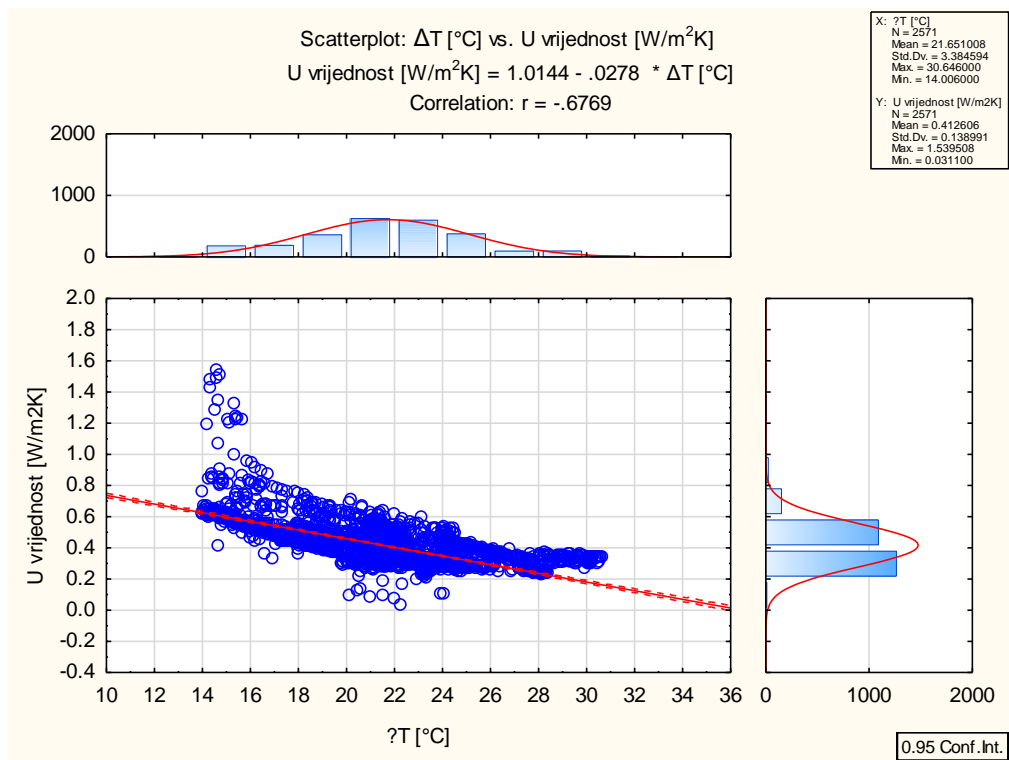 Scatterplot: ΔT [°C] vs. U vrijednost [W/m²K]
U vrijednost [W/m²K] = 1.0144 - .0278 * ΔT [°C]
Correlation: r = -.6769
X: ?T [°C]
N = 2571
Mean = 21.651008
Std.Dv. = 3.384594
Max. = 30.646000
Min. = 14.006000
Y: U vrijednost [W/m2K]
N = 2571
Mean = 0.412606
Std.Dv. = 0.138991
Max. = 1.539508
Min. = 0.031100
2000
1000
0
2.0
1.8
1.6
1.4
1.2
1.0
0.8
0.6
0.4
0.2
0.0
-0.2
-0.4
U vrijednost [W/m2K]
10 12 14 16 18 20 22 24 26 28 30 32 34 36
?T [°C]
0 1000 2000
0.95 Conf.Int.